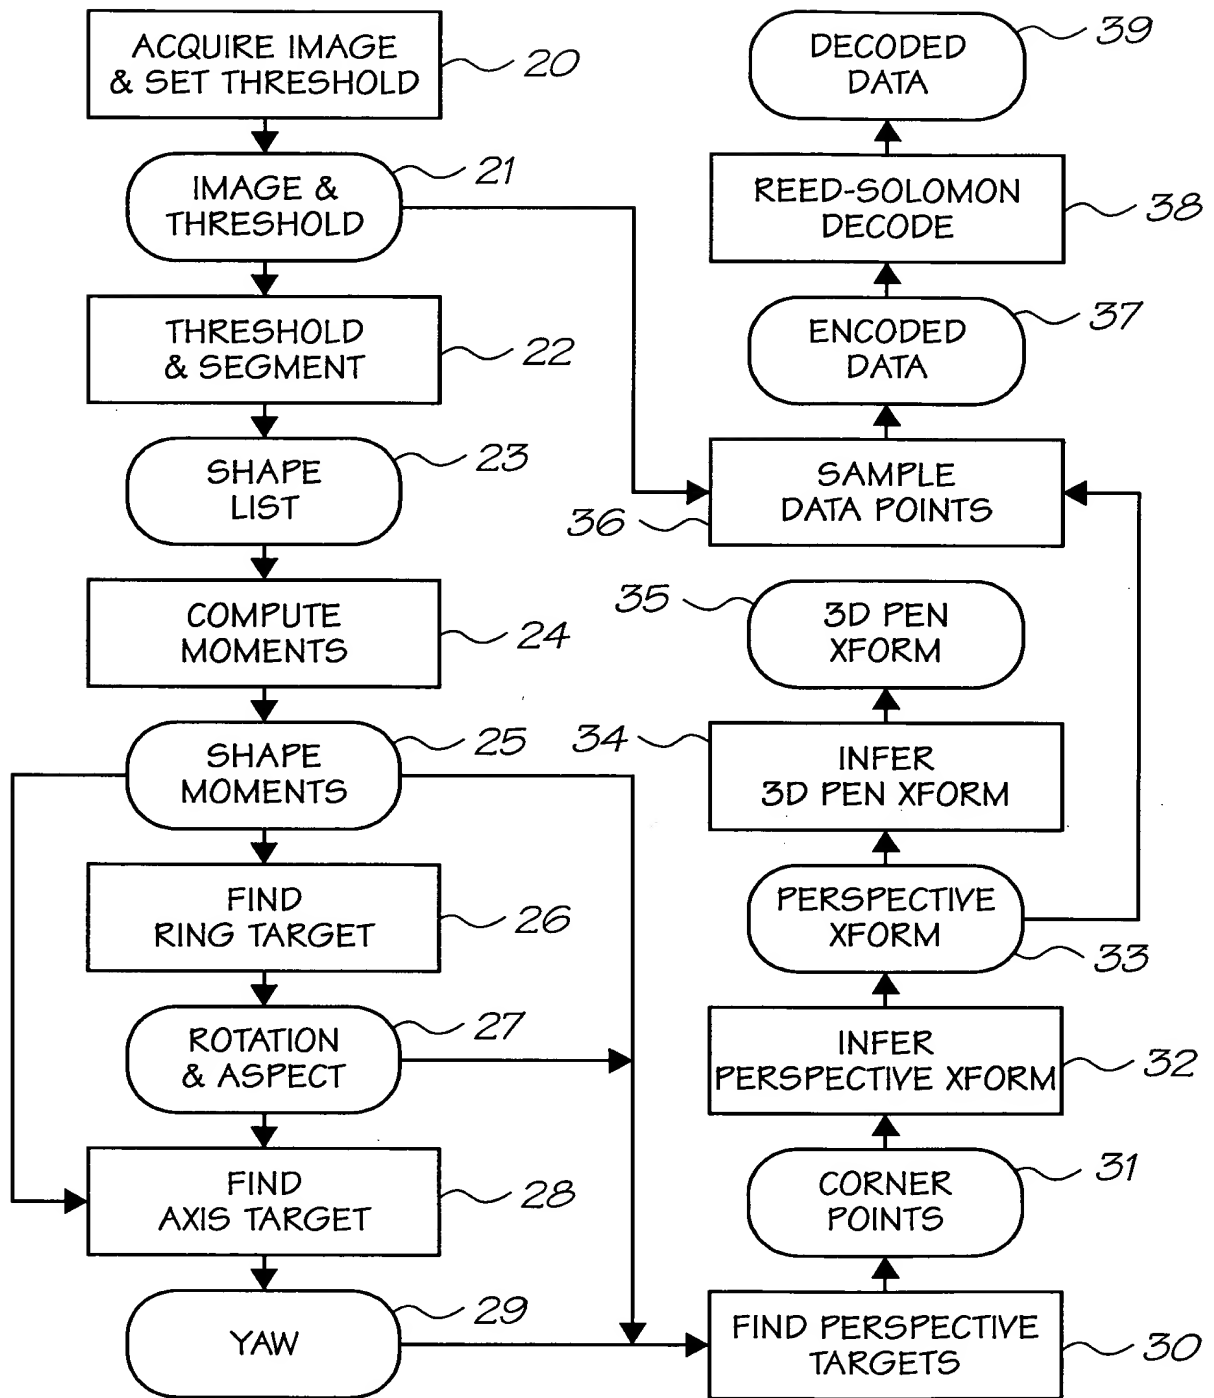 ACQUIRE IMAGE
& SET THRESHOLD
20
IMAGE &
THRESHOLD
21
THRESHOLD
& SEGMENT
22
SHAPE
LIST
23
COMPUTE
MOMENTS
24
SHAPE
MOMENTS
25
FIND
RING TARGET
26
ROTATION
& ASPECT
27
FIND
AXIS TARGET
28
YAW
29
FIND PERSPECTIVE
TARGETS
30
CORNER
POINTS
31
INFER
PERSPECTIVE XFORM
32
PERSPECTIVE
XFORM
33
INFER
3D PEN XFORM
34
3D PEN
XFORM
35
SAMPLE
DATA POINTS
36
ENCODED
DATA
37
REED-SOLOMON
DECODE
38
DECODED
DATA
39